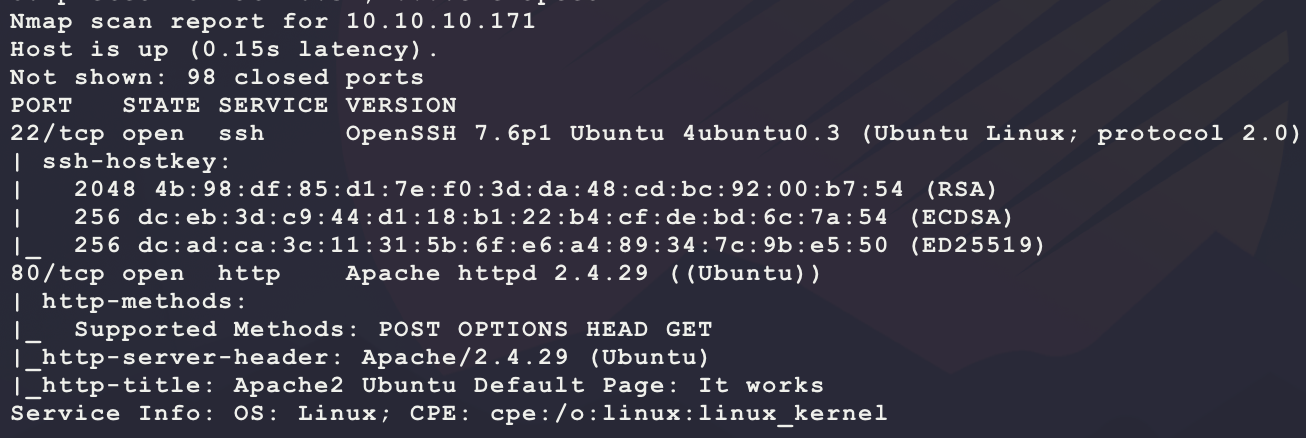 Nmap scan report for 10.10.10.171
Host is up (0.15s latency).
Not shown: 98 closed ports
PORT   STATE SERVICE VERSION
22/tcp open  ssh     OpenSSH 7.6p1 Ubuntu 4ubuntu0.3 (Ubuntu Linux; protocol 2.0)
| ssh-hostkey:
|   2048 4b:98:df:85:d1:7e:f0:3d:da:48:cd:bc:92:00:b7:54 (RSA)
|   256 dc:eb:3d:c9:44:d1:18:b1:22:b4:cf:de:bd:6c:7a:54 (ECDSA)
|_  256 dc:ad:ca:3c:11:31:5b:6f:e6:a4:89:34:7c:9b:e5:50 (ED25519)
80/tcp open  http    Apache httpd 2.4.29 ((Ubuntu))
| http-methods:
|_  Supported Methods: POST OPTIONS HEAD GET
|_http-server-header: Apache/2.4.29 (Ubuntu)
|_http-title: Apache2 Ubuntu Default Page: It works
Service Info: OS: Linux; CPE: cpe:/o:linux:linux_kernel